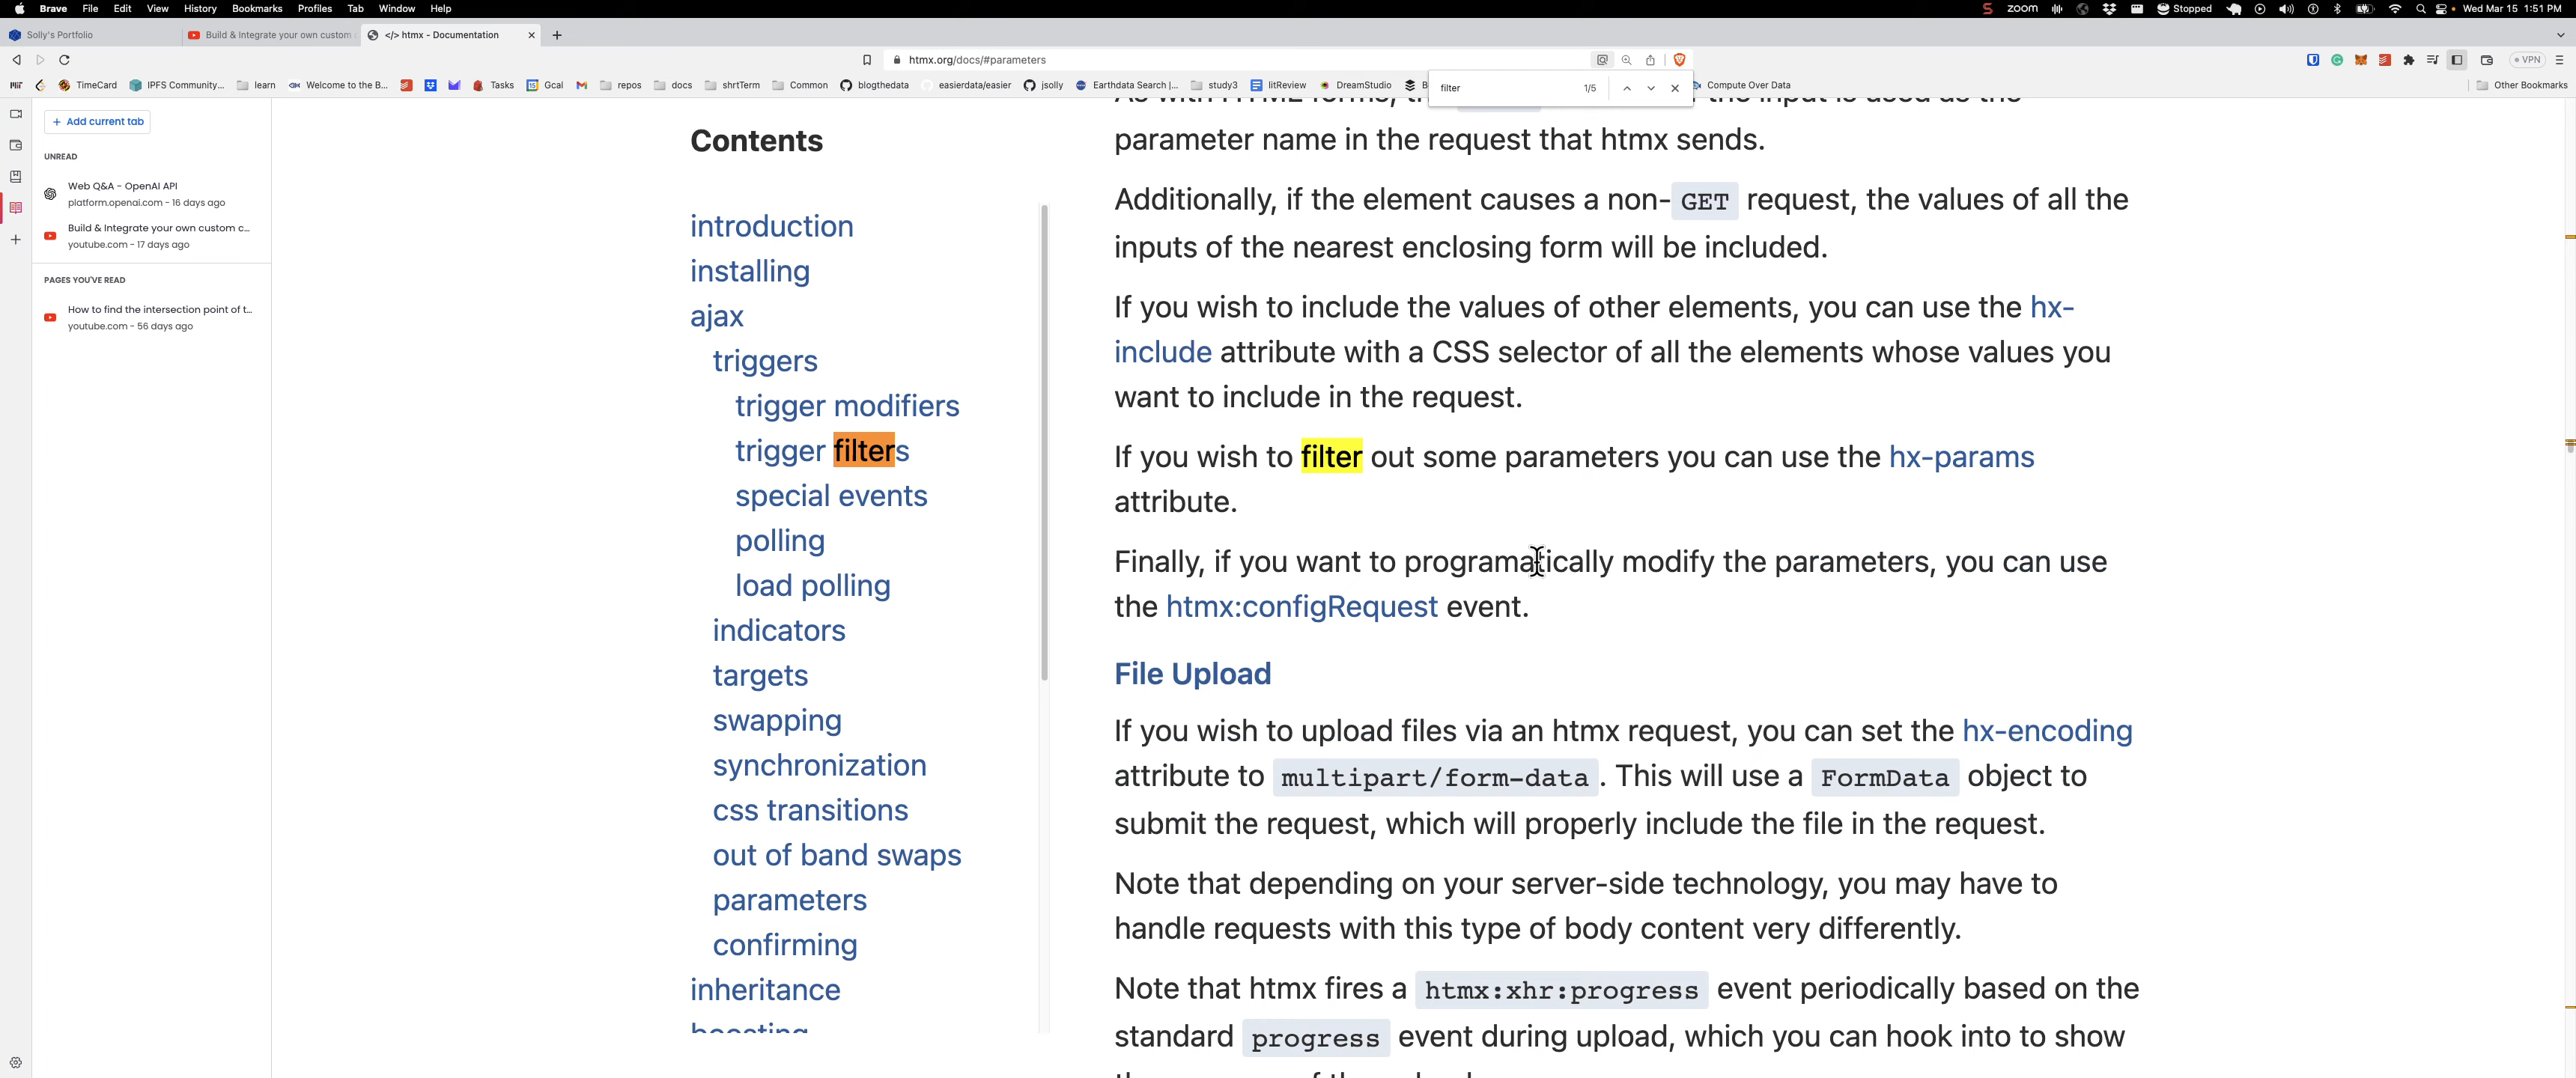 Brave File Edit View History Bookmarks Profiles Tab Window Help
zoom Stopped Wed Mar 15 1:51 PM
Solly's Portfolio
Build & Integrate your own custom
</> htmx - Documentation
htmx.org/docs/#parameters
VPN
TimeCard IPFS Community... learn Welcome to the B... Tasks Gcal repos docs shrtTerm Common blogthedata easierdata/easier jsolly Earthdata Search |... study3 litReview DreamStudio B Compute Over Data Other Bookmarks
filter 1/5
+ Add current tab
UNREAD
Web Q&A - OpenAI API
platform.openai.com - 16 days ago
Build & Integrate your own custom c...
youtube.com - 17 days ago
PAGES YOU'VE READ
How to find the intersection point of t...
youtube.com - 56 days ago
Contents
introduction
installing
ajax
triggers
trigger modifiers
trigger filters
special events
polling
load polling
indicators
targets
swapping
synchronization
css transitions
out of band swaps
parameters
confirming
inheritance
boosting
the input is used as the
parameter name in the request that htmx sends.
Additionally, if the element causes a non-GET request, the values of all the
inputs of the nearest enclosing form will be included.
If you wish to include the values of other elements, you can use the hx-
include attribute with a CSS selector of all the elements whose values you
want to include in the request.
If you wish to filter out some parameters you can use the hx-params
attribute.
Finally, if you want to programatically modify the parameters, you can use
the htmx:configRequest event.
File Upload
If you wish to upload files via an htmx request, you can set the hx-encoding
attribute to multipart/form-data. This will use a FormData object to
submit the request, which will properly include the file in the request.
Note that depending on your server-side technology, you may have to
handle requests with this type of body content very differently.
Note that htmx fires a htmx:xhr:progress event periodically based on the
standard progress event during upload, which you can hook into to show